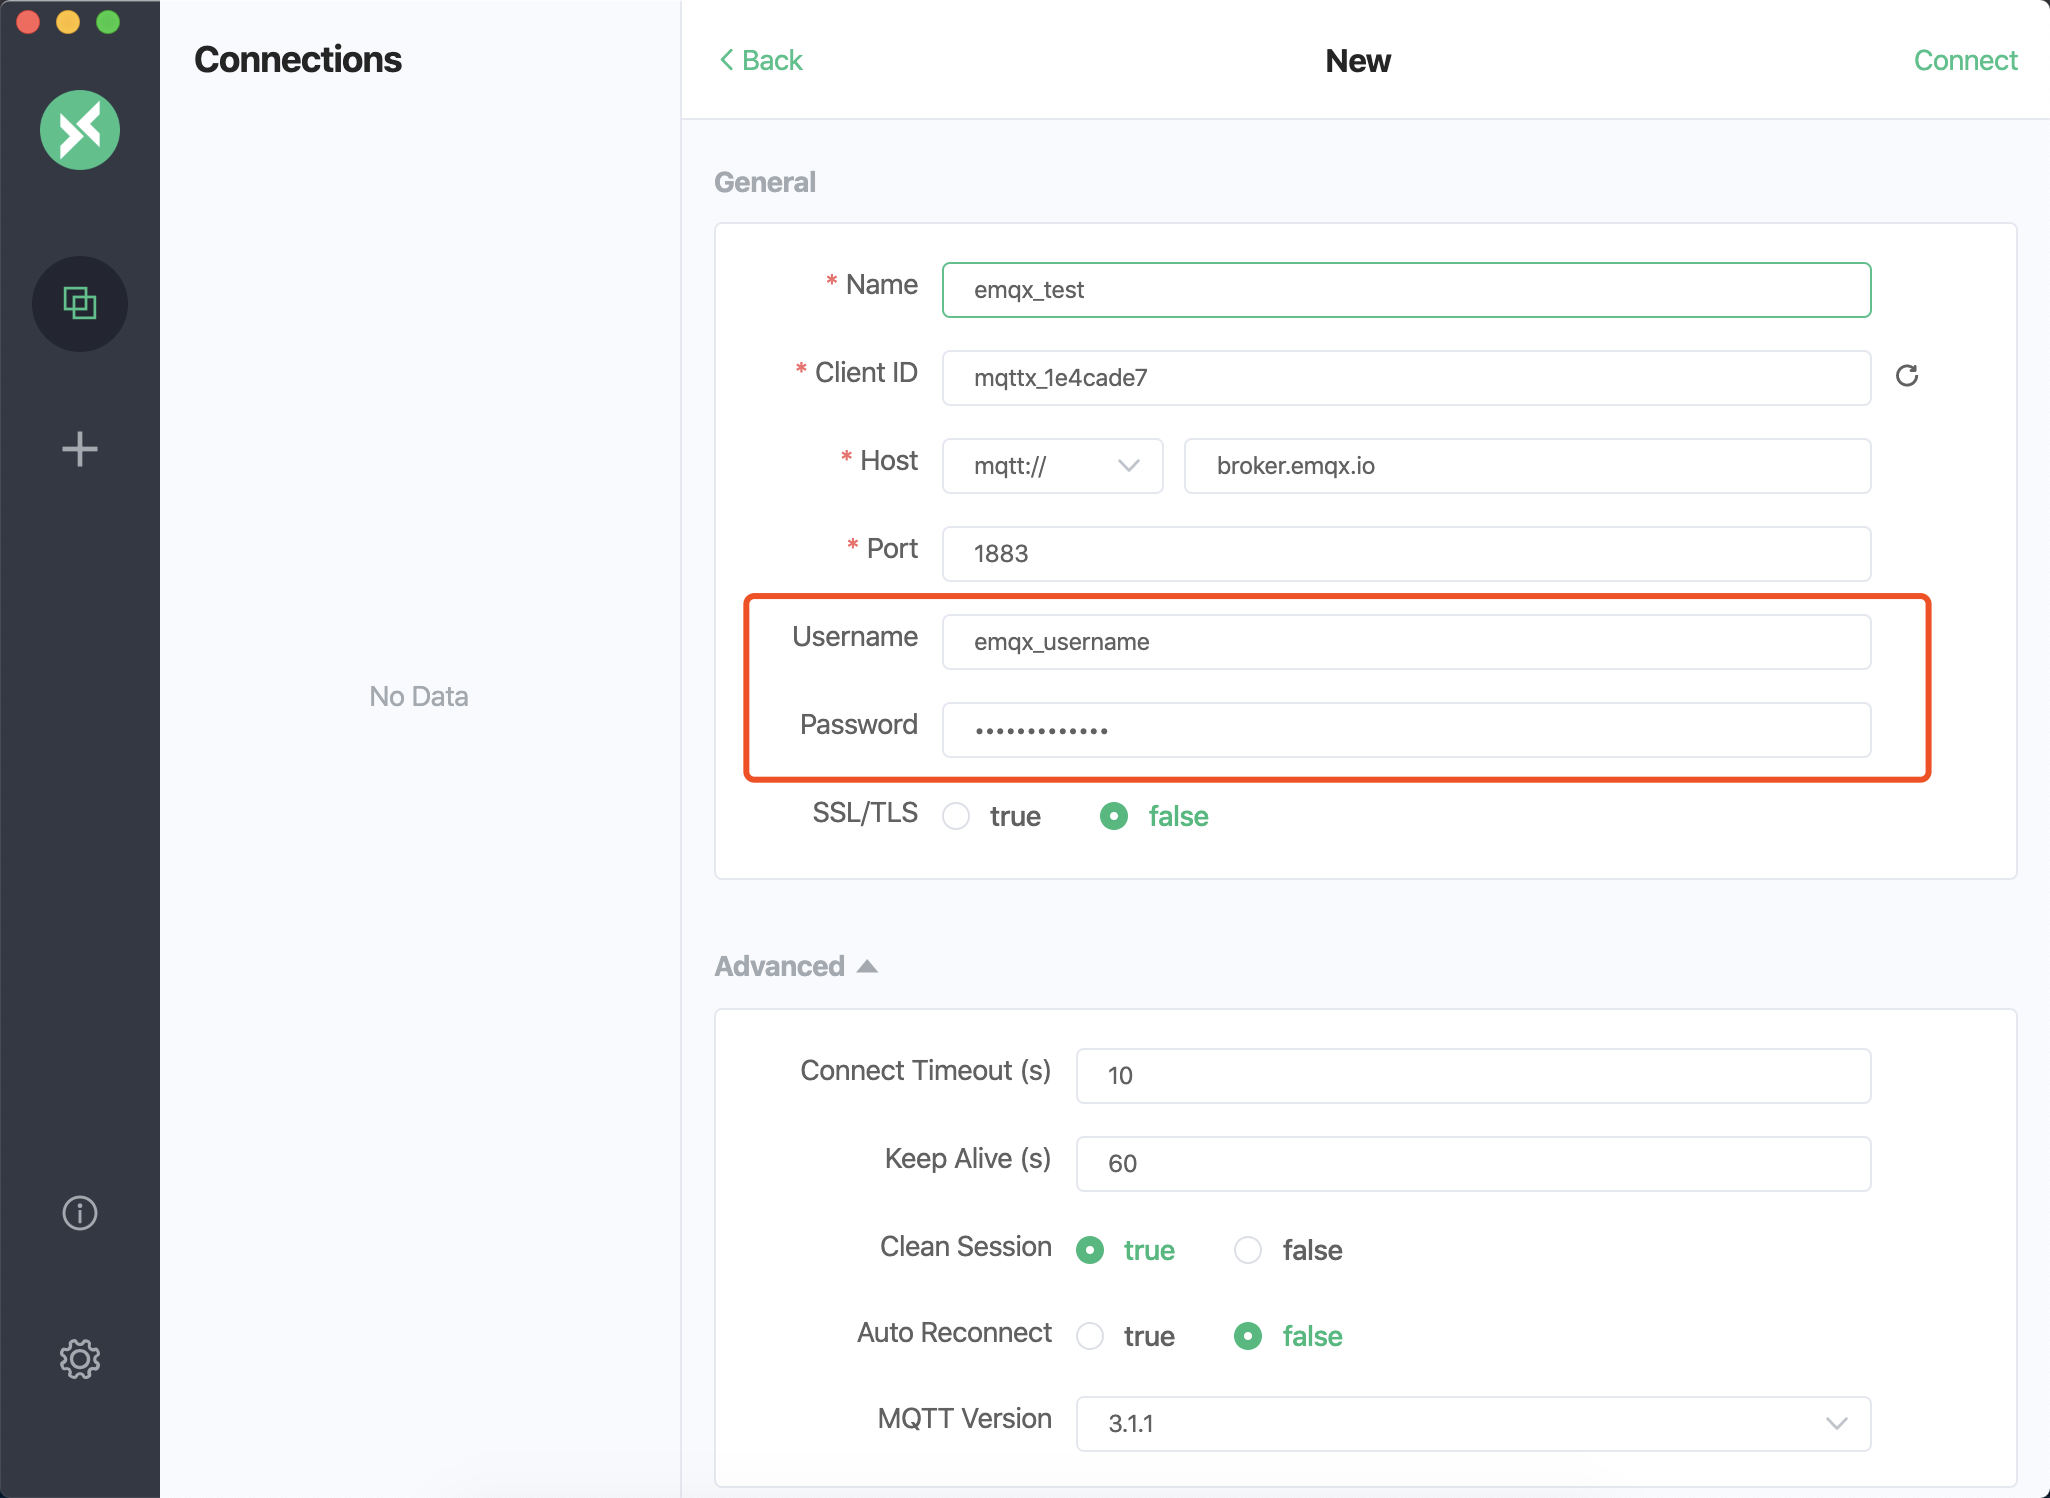 Connections
Back
New
Connect
General
* Name emqx_test
* Client ID mqttx_1e4cade7
* Host mqtt:// broker.emqx.io
* Port 1883
Username emqx_username
Password •••••••••••••
SSL/TLS true false
No Data
Advanced
Connect Timeout (s) 10
Keep Alive (s) 60
Clean Session true false
Auto Reconnect true false
MQTT Version 3.1.1